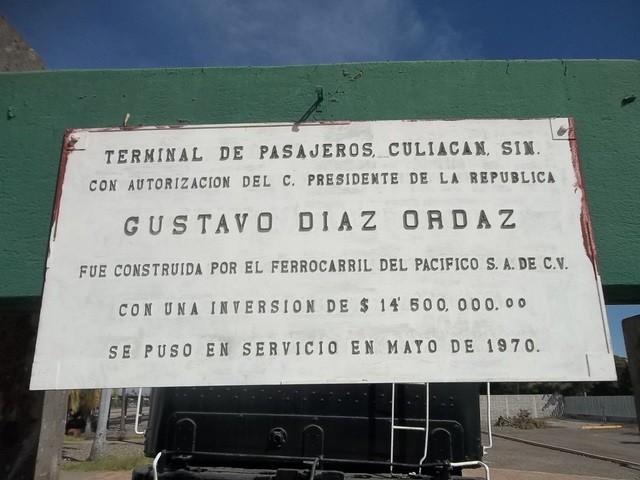 TERMINAL DE PASAJEROS, CULIACAN, SIN.
CON AUTORIZACION DEL C. PRESIDENTE DE LA REPUBLICA
GUSTAVO DIAZ ORDAZ
FUE CONSTRUIDA POR EL FERROCARRIL DEL PACIFICO S.A. DE C.V.
CON UNA INVERSION DE $ 14'500,000.00
SE PUSO EN SERVICIO EN MAYO DE 1970.